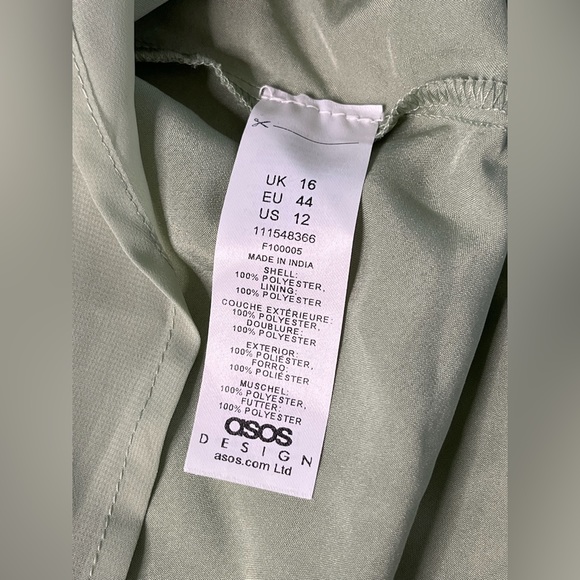 UK 16
EU 44
US 12
111548366
F100005
MADE IN INDIA
SHELL:
100% POLYESTER,
LINING:
100% POLYESTER
COUCHE EXTÉRIEURE:
100% POLYESTER,
DOUBLURE:
100% POLYESTER
EXTERIOR:
100% POLIÉSTER,
FORRO:
100% POLIÉSTER
MUSCHEL:
100% POLYESTER,
FUTTER:
100% POLYESTER
asos
DESIGN
asos.com Ltd